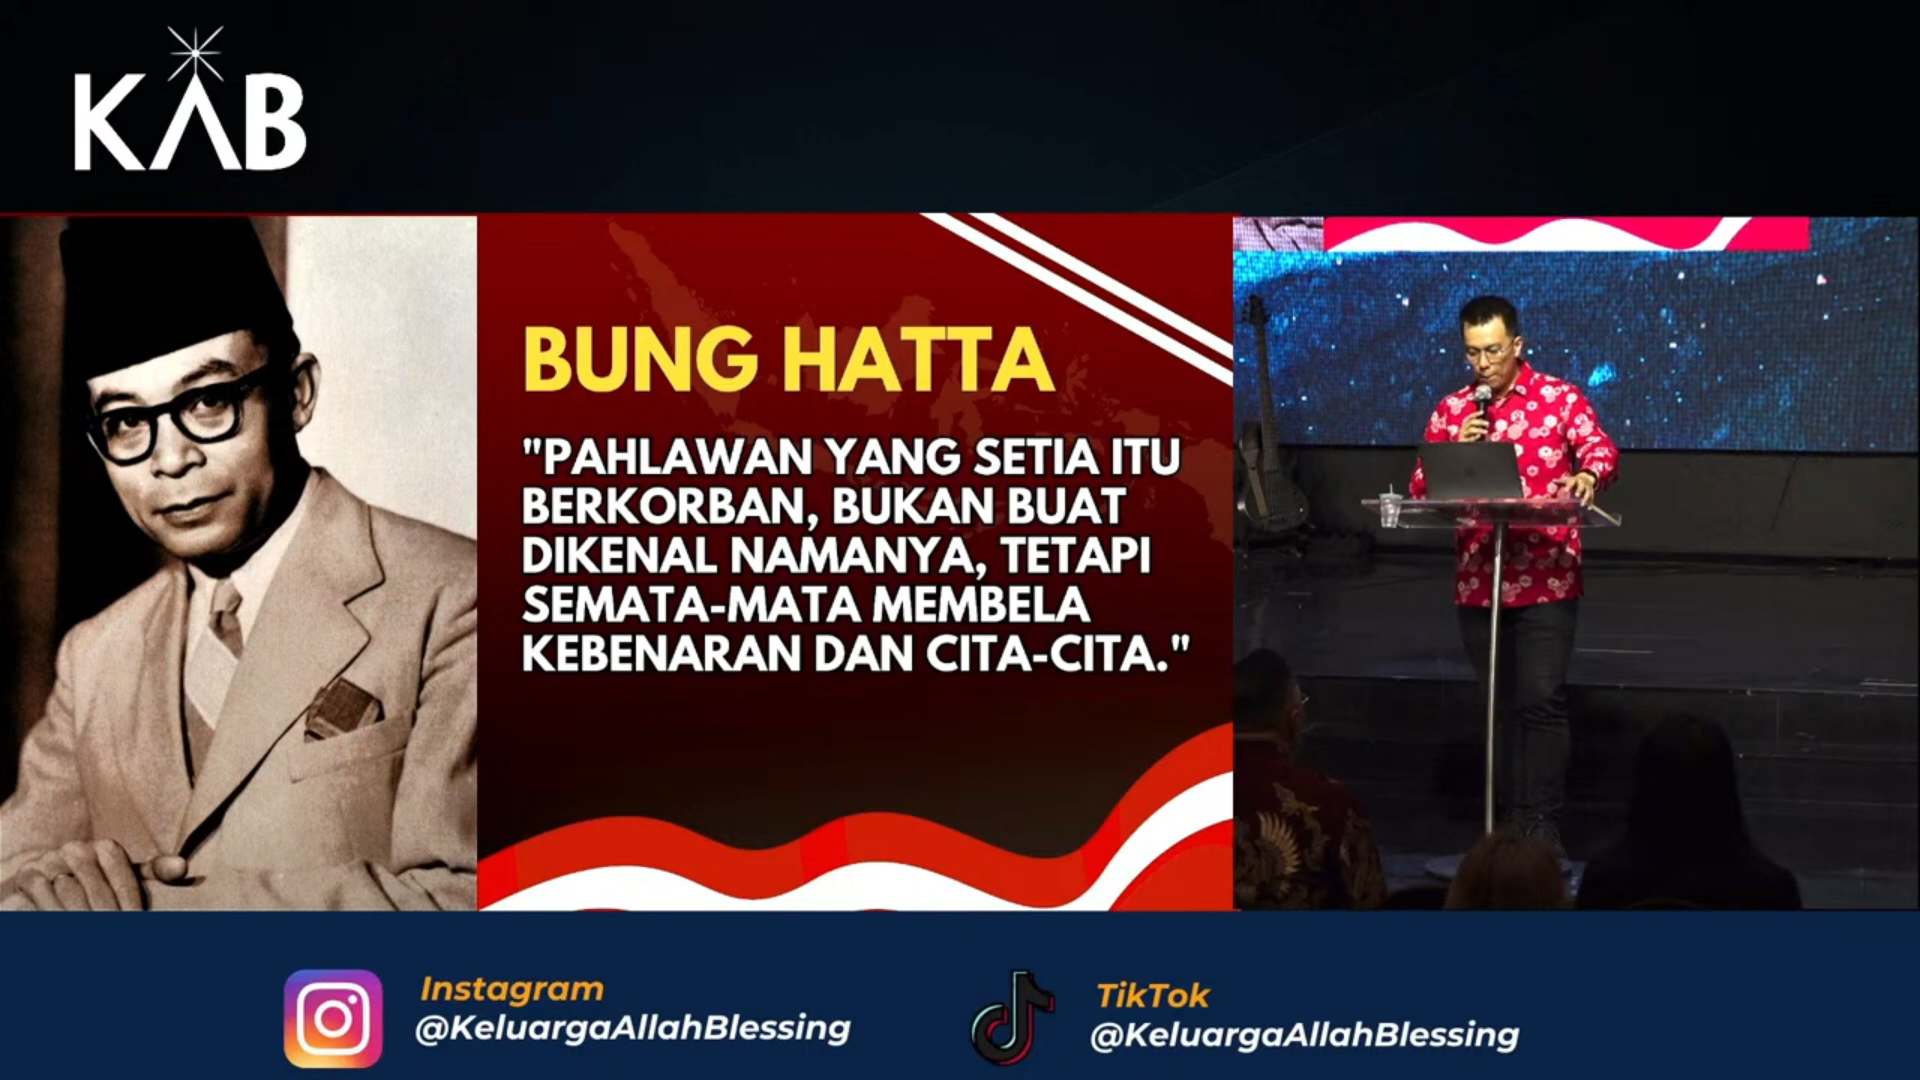 KAB
BUNG HATTA
"PAHLAWAN YANG SETIA ITU
BERKORBAN, BUKAN BUAT
DIKENAL NAMANYA, TETAPI
SEMATA-MATA MEMBELA
KEBENARAN DAN CITA-CITA."
Instagram
@KeluargaAllahBlessing
TikTok
@KeluargaAllahBlessing